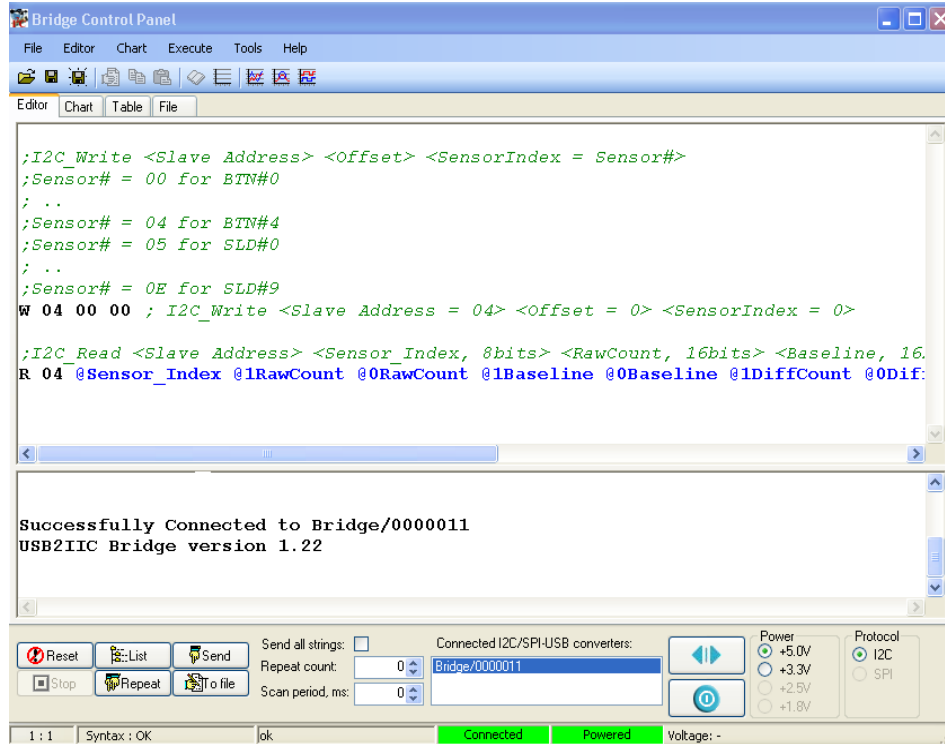 Bridge Control Panel
File Editor Chart Execute Tools Help
Editor Chart Table File
;I2C_Write <Slave Address> <Offset> <SensorIndex = Sensor#>
;Sensor# = 00 for BTN#0
; ..
;Sensor# = 04 for BTN#4
;Sensor# = 05 for SLD#0
; ..
;Sensor# = 0E for SLD#9
W 04 00 00 ; I2C_Write <Slave Address = 04> <Offset = 0> <SensorIndex = 0>
;I2C_Read <Slave Address> <Sensor_Index, 8bits> <RawCount, 16bits> <Baseline, 16
R 04 @Sensor_Index @1RawCount @0RawCount @1Baseline @0Baseline @1DiffCount @0Dif
Successfully Connected to Bridge/0000011
USB2IIC Bridge version 1.22
Reset List Send Send all strings: Connected I2C/SPI-USB converters: Power Protocol
Repeat count: 0 Bridge/0000011 +5.0V I2C
Stop Repeat To file +3.3V SPI
Scan period, ms: 0 +2.5V
+1.8V
1 : 1 Syntax : OK ok Connected Powered Voltage: -